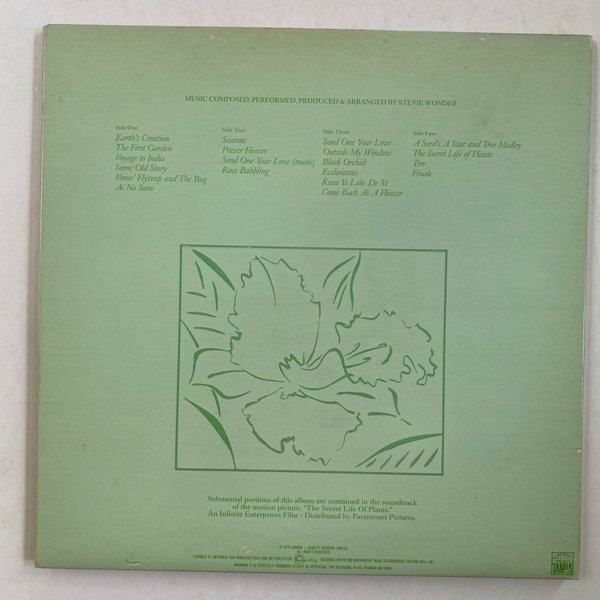 MUSIC COMPOSED, PERFORMED, PRODUCED & ARRANGED BY STEVIE WONDER
Side One
Earth's Creation
The First Garden
Voyage to India
Same Old Story
Venus' Flytrap and The Bug
Ai No Sono
Side Two
Seasons
Power Flower
Send One Your Love (music)
Race Babbling
Side Three
Send One Your Love
Outside My Window
Black Orchid
Ecclesiastes
Kesse Ye Lolo De Ye
Come Back As A Flower
Side Four
A Seed's A Star and Tree Medley
The Secret Life of Plants
Tree
Finale
Substantial portions of this album are contained in the soundtrack
of the motion picture, "The Secret Life Of Plants."
An Infinite Enterprises Film • Distributed by Paramount Pictures.
ALL RIGHTS RESERVED
TAMLA